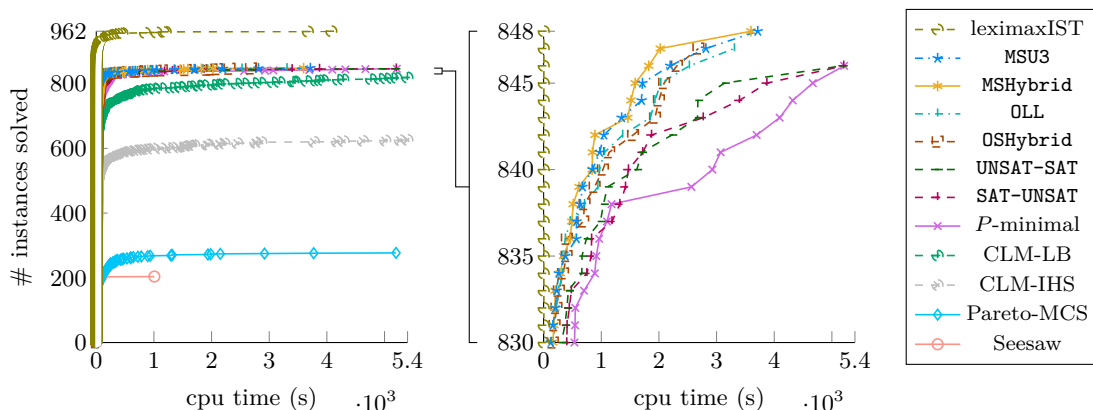 # instances solved
962
800
600
400
200
0
0
1
2
3
4
5.4
cpu time (s)
·10³
848
845
840
835
830
0
1
2
3
4
5.4
cpu time (s)
·10³
leximaxIST
MSU3
MSHybrid
OLL
OSHybrid
UNSAT-SAT
SAT-UNSAT
P-minimal
CLM-LB
CLM-IHS
Pareto-MCS
Seesaw